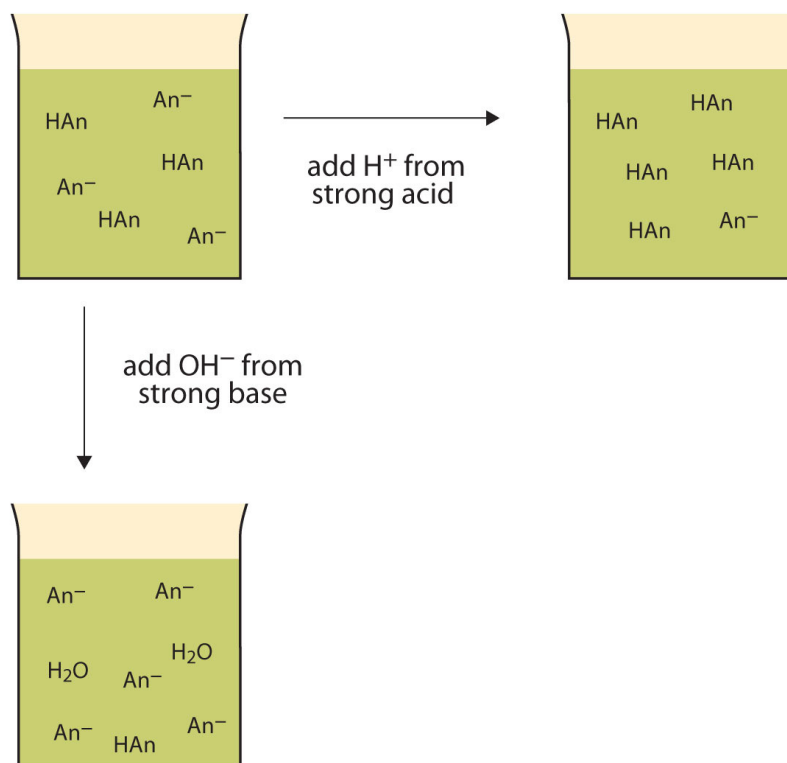 An⁻
HAn
HAn
An⁻
HAn
An⁻
add H⁺ from
strong acid
HAn
HAn
HAn
HAn
HAn
An⁻
add OH⁻ from
strong base
An⁻
An⁻
H₂O
H₂O
An⁻
An⁻
An⁻
HAn